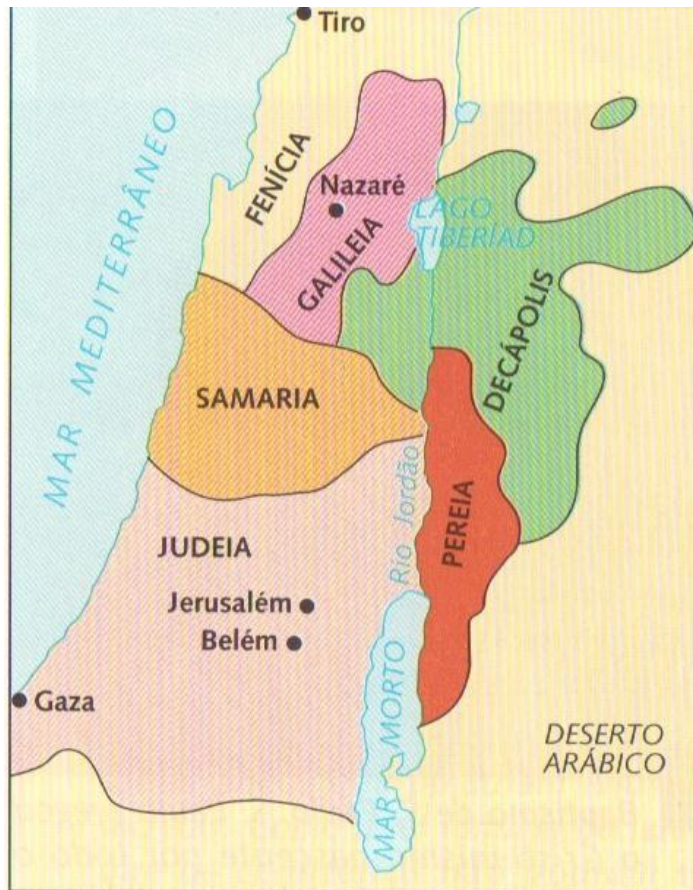 Tiro
MAR MEDITERRÂNEO
FENÍCIA
Nazaré
GALILEIA
LAGO
TIBERÍAD
DECÁPOLIS
SAMARIA
Rio Jordão
PEREIA
JUDEIA
Jerusalém
Belém
Gaza
MAR MORTO
DESERTO
ARÁBICO